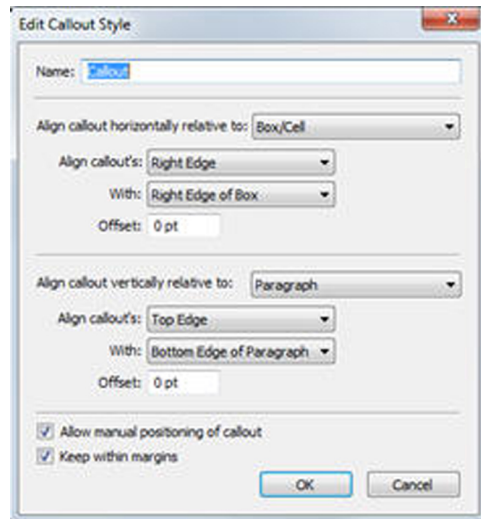 Edit Callout Style
Name: Callout
Align callout horizontally relative to: Box/Cell
Align callout's: Right Edge
With: Right Edge of Box
Offset: 0 pt
Align callout vertically relative to: Paragraph
Align callout's: Top Edge
With: Bottom Edge of Paragraph
Offset: 0 pt
Allow manual positioning of callout
Keep within margins
OK Cancel